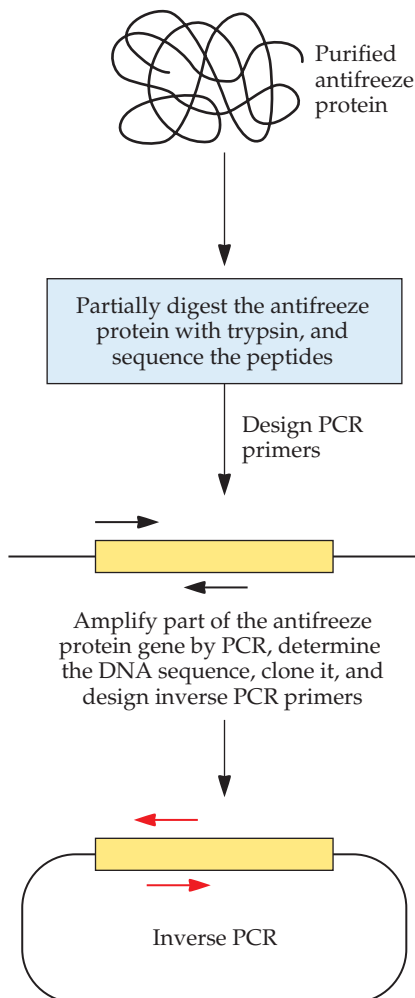 Purified
antifreeze
protein
Partially digest the antifreeze
protein with trypsin, and
sequence the peptides
Design PCR
primers
Amplify part of the antifreeze
protein gene by PCR, determine
the DNA sequence, clone it, and
design inverse PCR primers
Inverse PCR